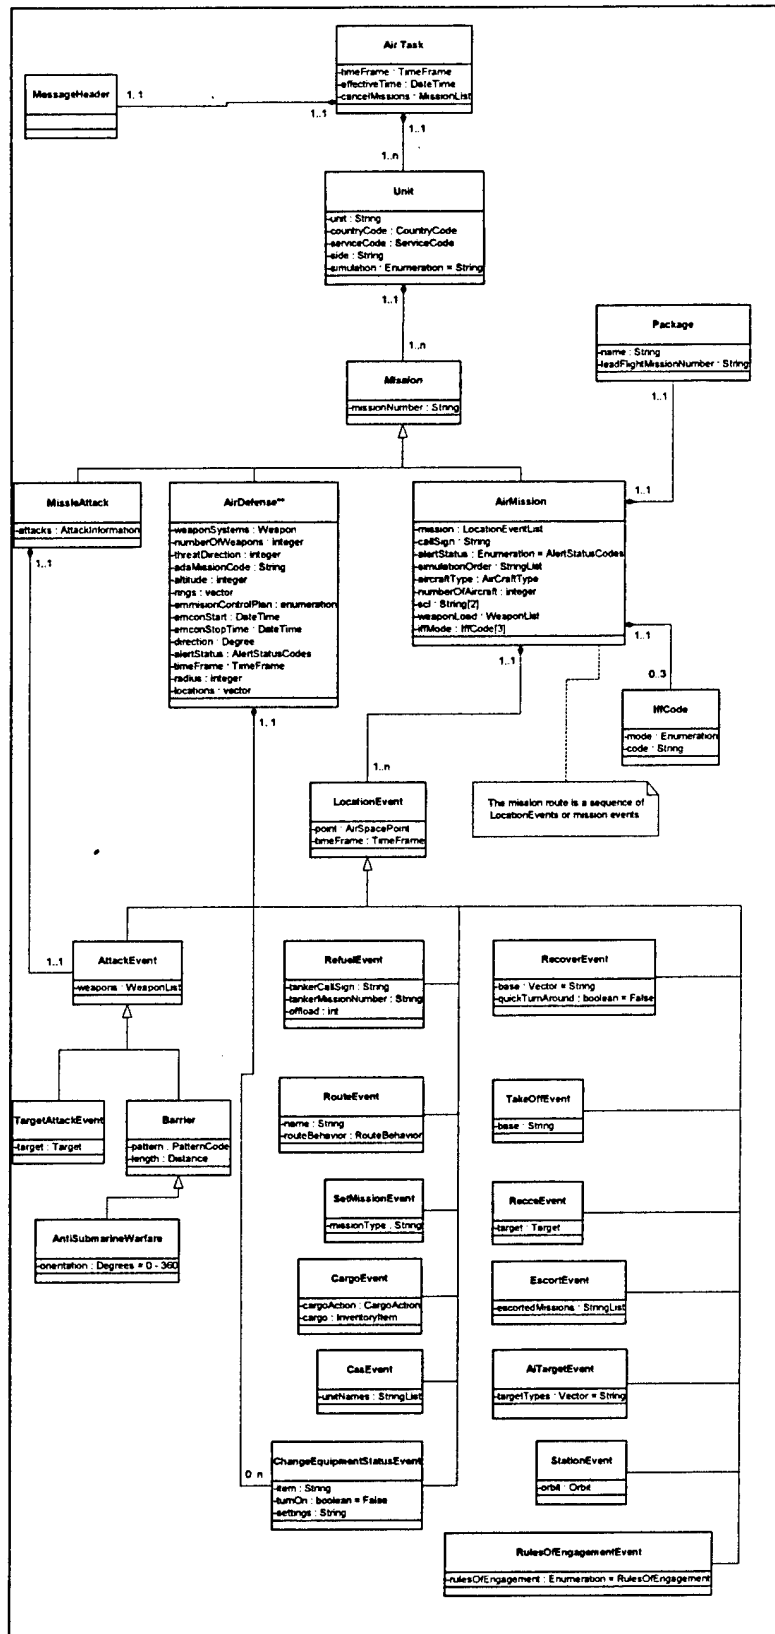 Air Task
-timeFrame : TimeFrame
-effectiveTime : DateTime
-cancelMissions : MissionList
MessageHeader
1..1
1..1
1..1
1..n
Unit
-unit : String
-countryCode : CountryCode
-serviceCode : ServiceCode
-side : String
-simulation : Enumeration = String
1..1
1..n
Mission
-missionNumber : String
Package
-name : String
-leadFlightMissionNumber : String
1..1
MissleAttack
-attacks : AttackInformation
1..1
AirDefense**
-weaponSystems : Weapon
-numberOfWeapons : integer
-threatDirection : integer
-adaMissionCode : String
-altitude : integer
-rings : vector
-emmisionControlPlan : enumeration
-emconStart : DateTime
-emconStopTime : DateTime
-direction : Degree
-alertStatus : AlertStatusCodes
-timeFrame : TimeFrame
-radius : integer
-locations : vector
1..1
AirMission
-mission : LocationEventList
-callSign : String
-alertStatus : Enumeration = AlertStatusCodes
-simulationOrder : StringList
-aircraftType : AirCraftType
-numberOfAircraft : integer
-scl : String[2]
-weaponLoad : WeaponList
-iffMode : IffCode[3]
1..1
1..1
1..1
0..3
IffCode
-mode : Enumeration
-code : String
1..n
LocationEvent
-point : AirSpacePoint
-timeFrame : TimeFrame
The mission route is a sequence of
LocationEvents or mission events
1..1
AttackEvent
-weapons : WeaponList
RefuelEvent
-tankerCallSign : String
-tankerMissionNumber : String
-offload : int
RecoverEvent
-base : Vector = String
-quickTurnAround : boolean = False
TargetAttackEvent
-target : Target
Barrier
-pattern : PatternCode
-length : Distance
RouteEvent
-name : String
-routeBehavior : RouteBehavior
TakeOffEvent
-base : String
AntiSubmarineWarfare
-orientation : Degrees = 0 - 360
SetMissionEvent
-missionType : String
RecceEvent
-target : Target
CargoEvent
-cargoAction : CargoAction
-cargo : InventoryItem
EscortEvent
-escortedMissions : StringList
CasEvent
-unitNames : StringList
AiTargetEvent
-targetTypes : Vector = String
0..n
ChangeEquipmentStatusEvent
-item : String
-turnOn : boolean = False
-settings : String
StationEvent
-orbit : Orbit
RulesOfEngagementEvent
-rulesOfEngagement : Enumeration = RulesOfEngagement